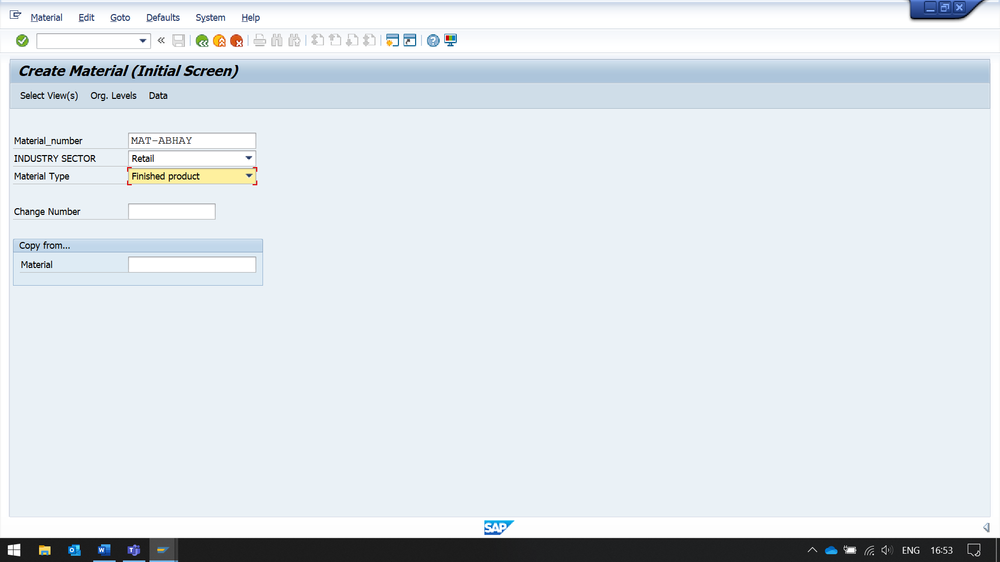 Material Edit Goto Defaults System Help
Create Material (Initial Screen)
Select View(s) Org. Levels Data
Material_number MAT-ABHAY
INDUSTRY SECTOR Retail
Material Type Finished product
Change Number
Copy from...
Material
SAP
ENG 16:53